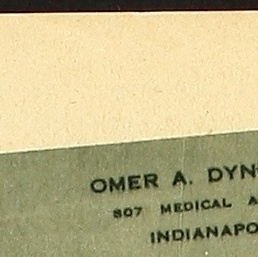 OMER A. DYN
807 MEDICAL A
INDIANAPO